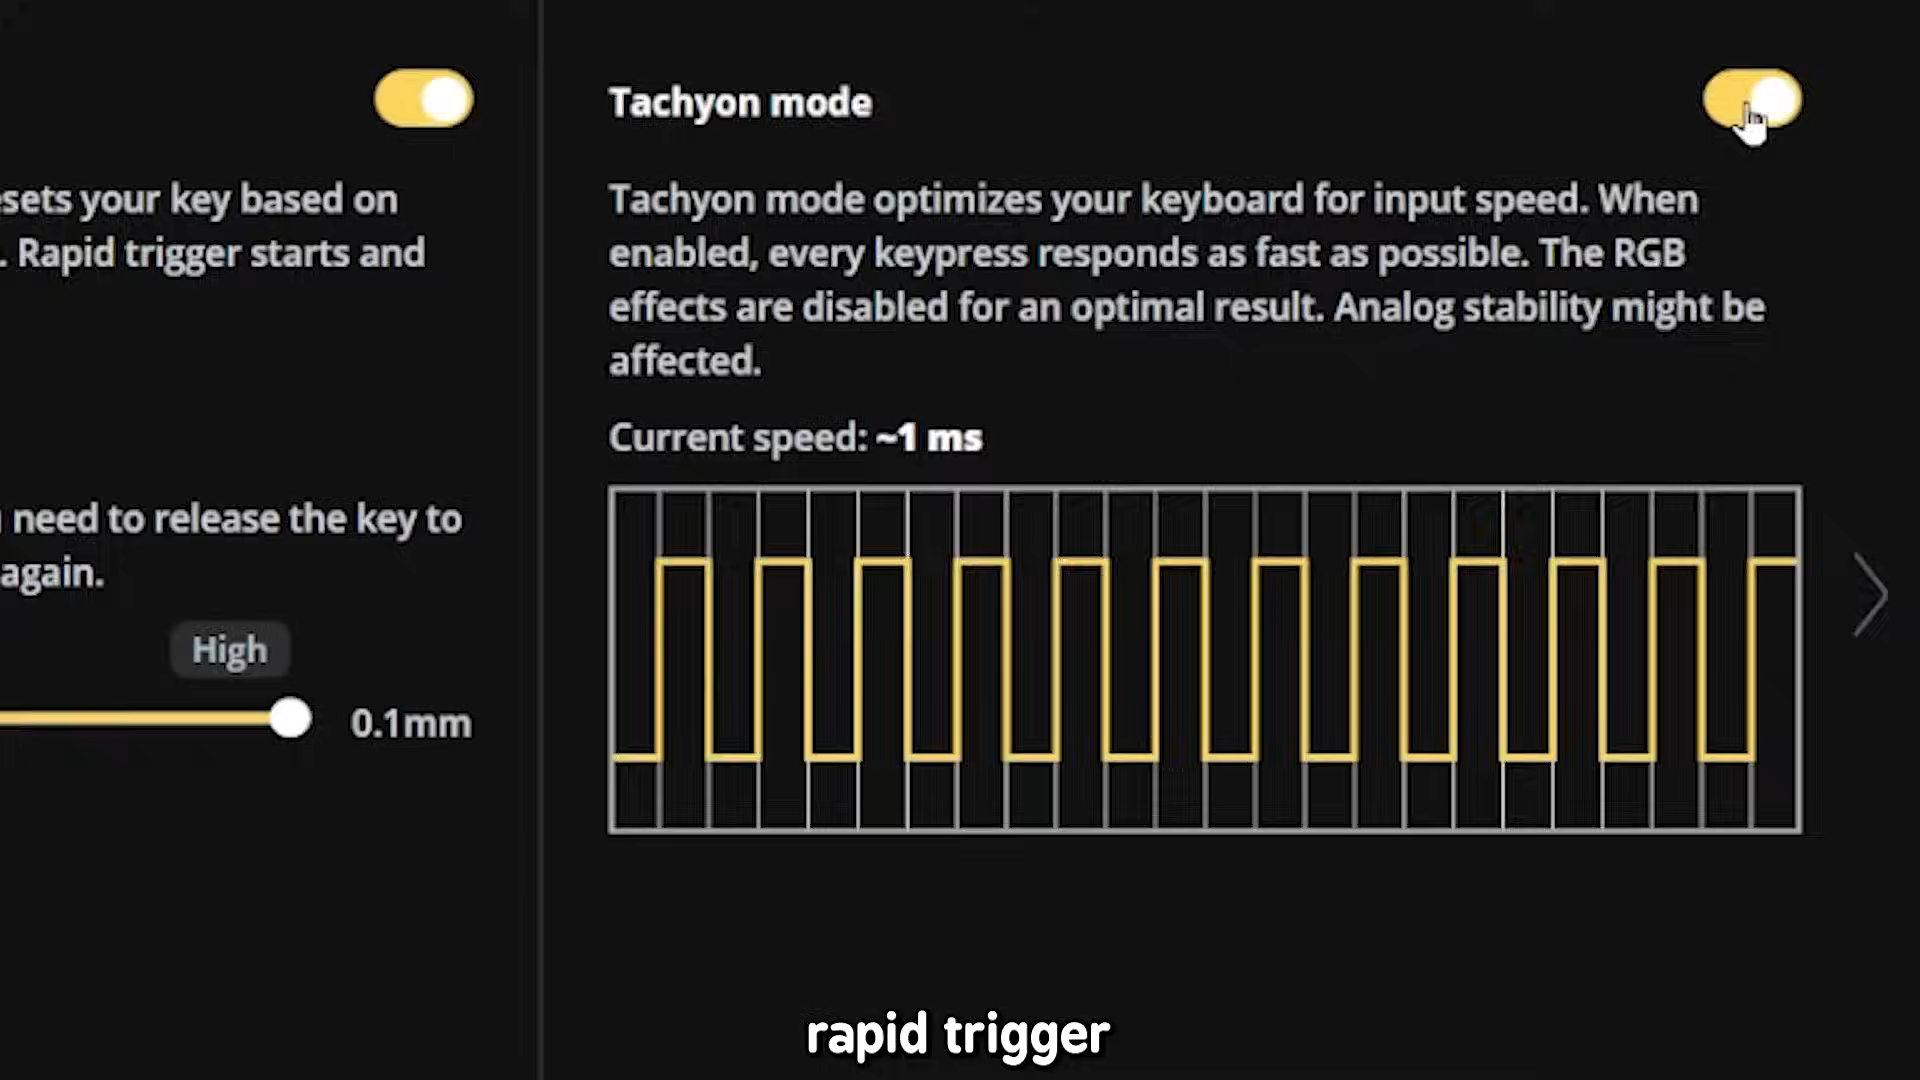 sets your key based on
. Rapid trigger starts and
need to release the key to
again.
High
0.1mm
Tachyon mode
Tachyon mode optimizes your keyboard for input speed. When
enabled, every keypress responds as fast as possible. The RGB
effects are disabled for an optimal result. Analog stability might be
affected.
Current speed: ~1 ms
rapid trigger